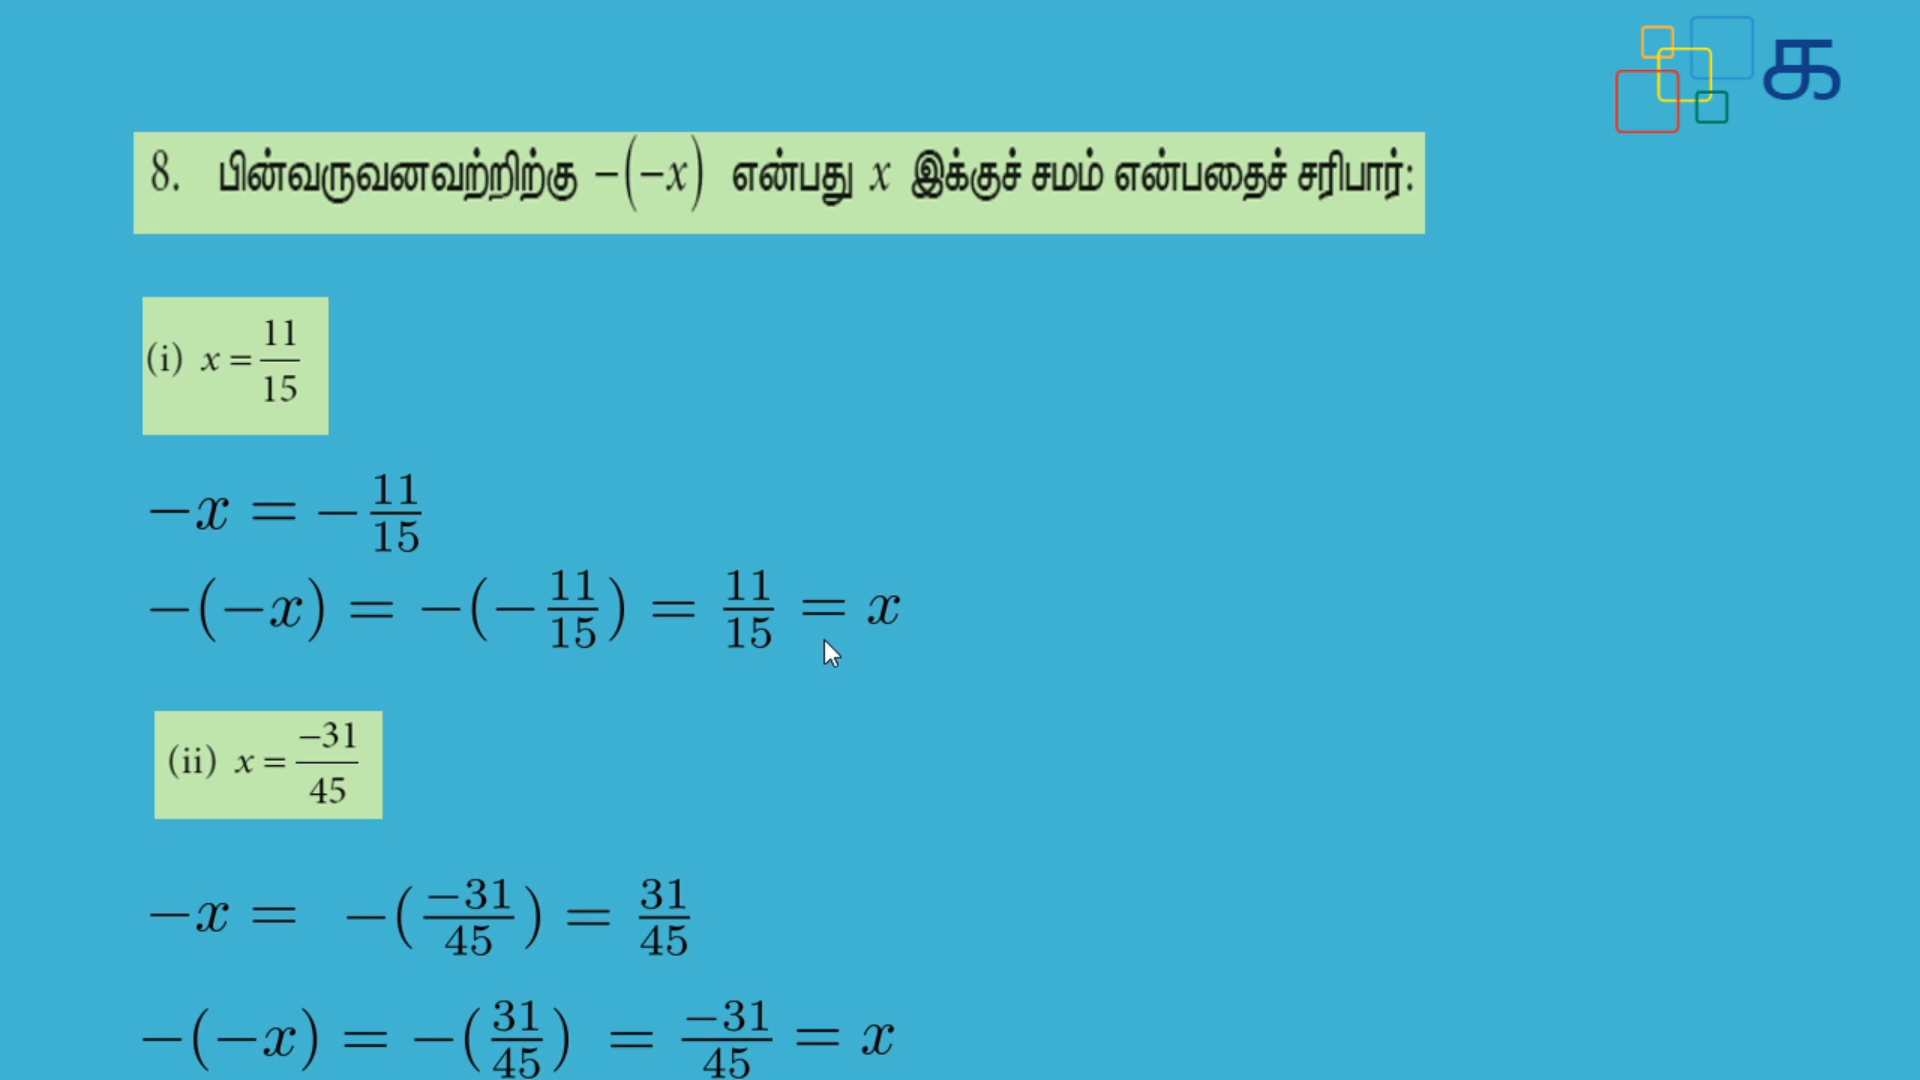 க
8. பின்வருவனவற்றிற்கு −(−x) என்பது x இக்குச் சமம் என்பதைச் சரிபார்:
(i) x = 11/15
−x = −11/15
−(−x) = −(−11/15) = 11/15 = x
(ii) x = −31/45
−x = −(−31/45) = 31/45
−(−x) = −(31/45) = −31/45 = x